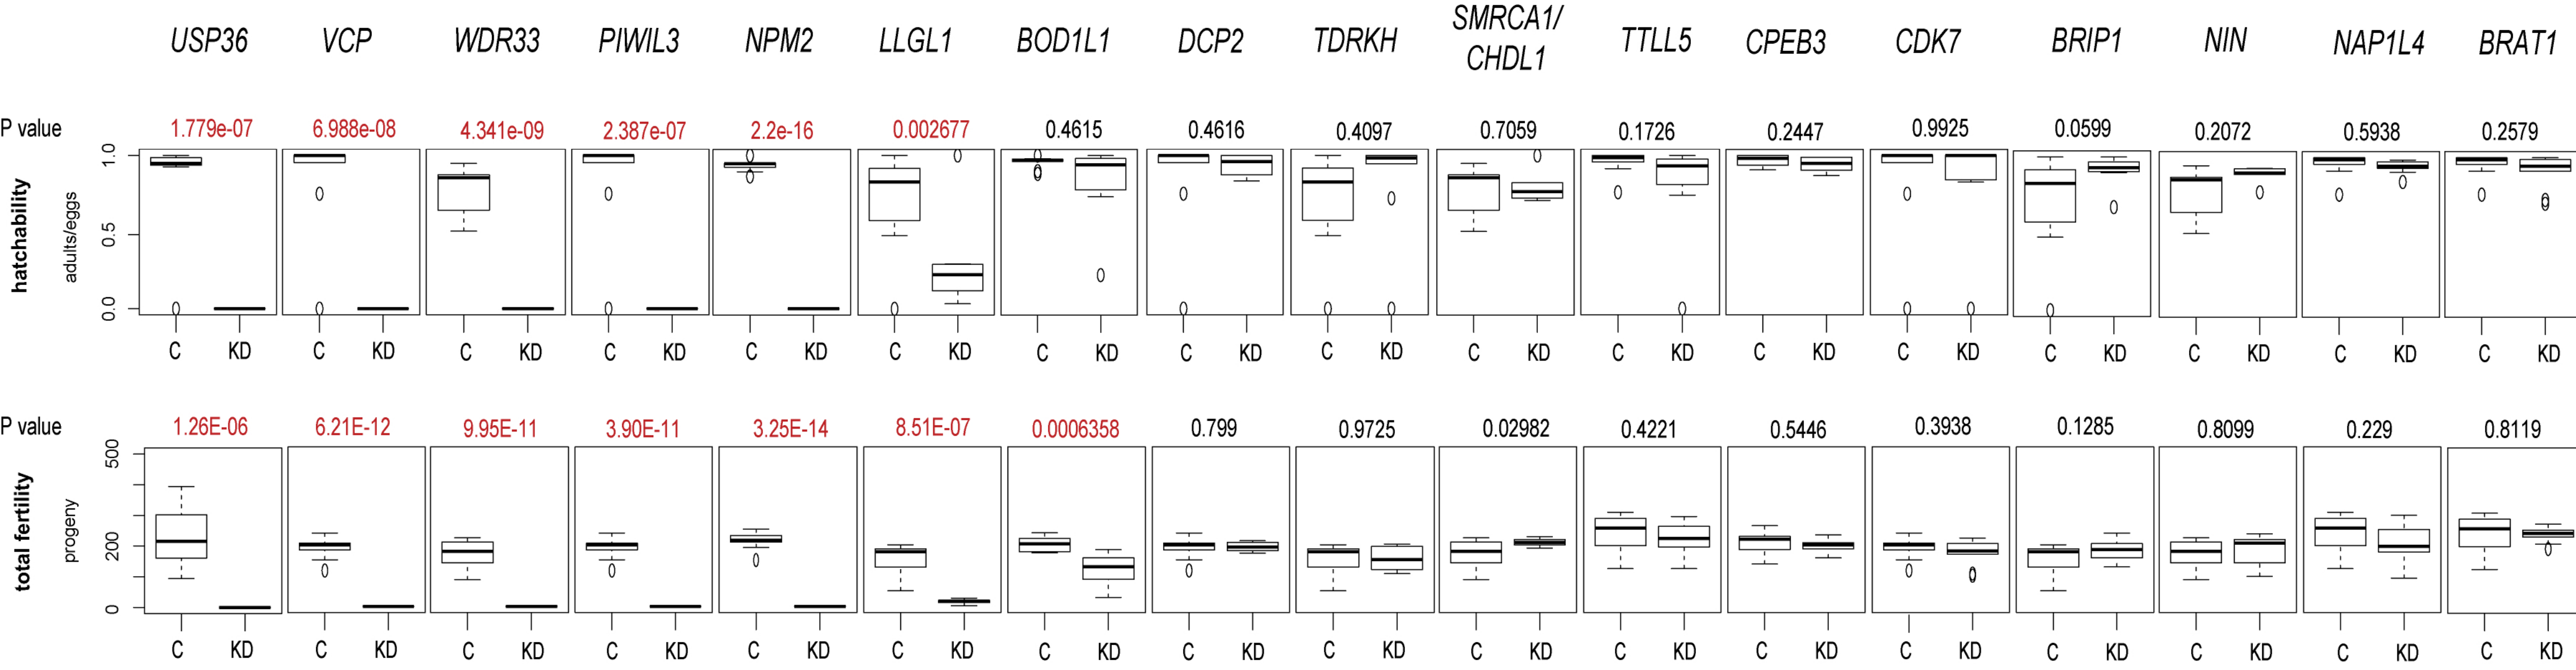 USP36 VCP WDR33 PIWIL3 NPM2 LLGL1 BOD1L1 DCP2 TDRKH SMRCA1/ CHDL1 TTLL5 CPEB3 CDK7 BRIP1 NIN NAP1L4 BRAT1
P value 1.779e-07 6.988e-08 4.341e-09 2.387e-07 2.2e-16 0.002677 0.4615 0.4616 0.4097 0.7059 0.1726 0.2447 0.9925 0.0599 0.2072 0.5938 0.2579
hatchability
adults/eggs
1.0
0.5
0.0
C KD C KD C KD C KD C KD C KD C KD C KD C KD C KD C KD C KD C KD C KD C KD C KD C KD
P value 1.26E-06 6.21E-12 9.95E-11 3.90E-11 3.25E-14 8.51E-07 0.0006358 0.799 0.9725 0.02982 0.4221 0.5446 0.3938 0.1285 0.8099 0.229 0.8119
total fertility
progeny
500
200
0
C KD C KD C KD C KD C KD C KD C KD C KD C KD C KD C KD C KD C KD C KD C KD C KD C KD